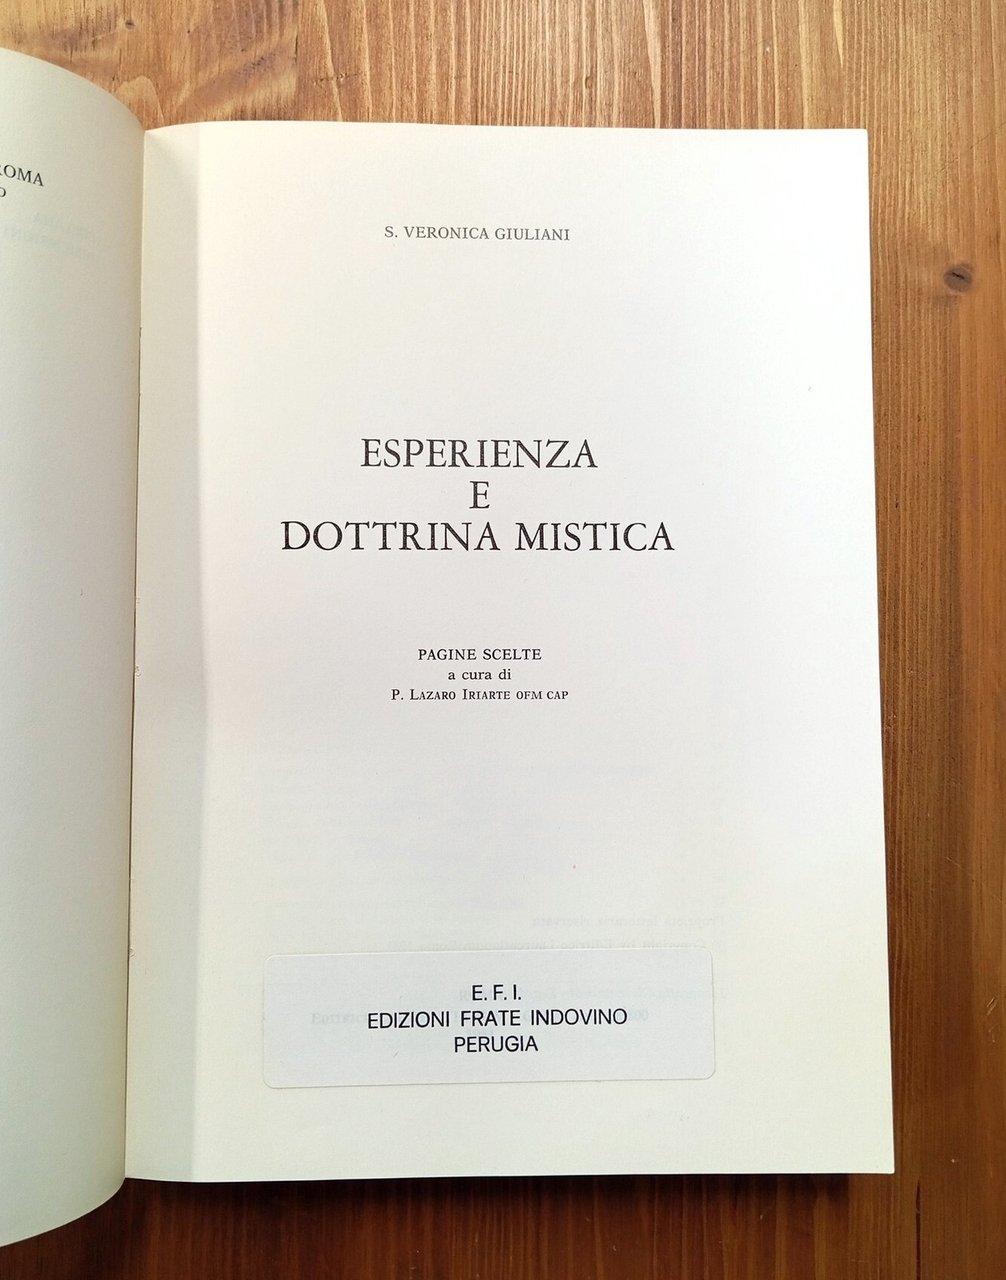 S. VERONICA GIULIANI
ESPERIENZA
E
DOTTRINA MISTICA
PAGINE SCELTE
a cura di
P. LAZARO IRIARTE OFM CAP
E. F. I.
EDIZIONI FRATE INDOVINO
PERUGIA